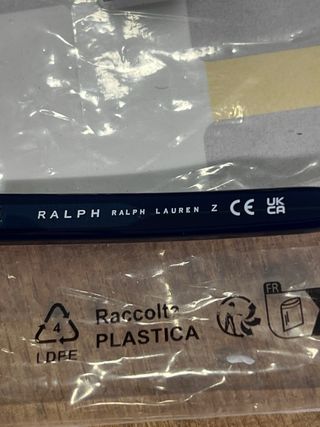 RALPH RALPH LAUREN Z CE UK CA
4
LDPE
Raccolta
PLASTICA
FR